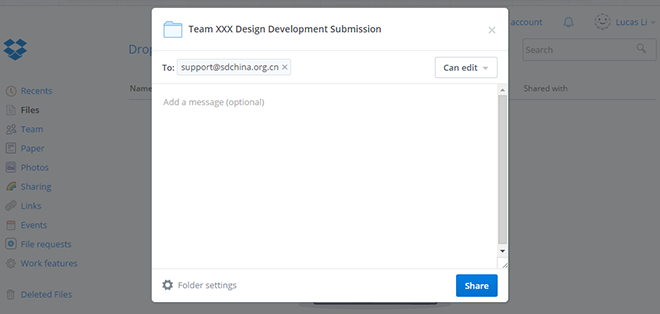 Team XXX Design Development Submission
account
Lucas Li
Drop
Search
To: support@sdchina.org.cn
Can edit
Name
Shared with
Add a message (optional)
Recents
Files
Team
Paper
Photos
Sharing
Links
Events
File requests
Work features
Deleted Files
Folder settings
Share